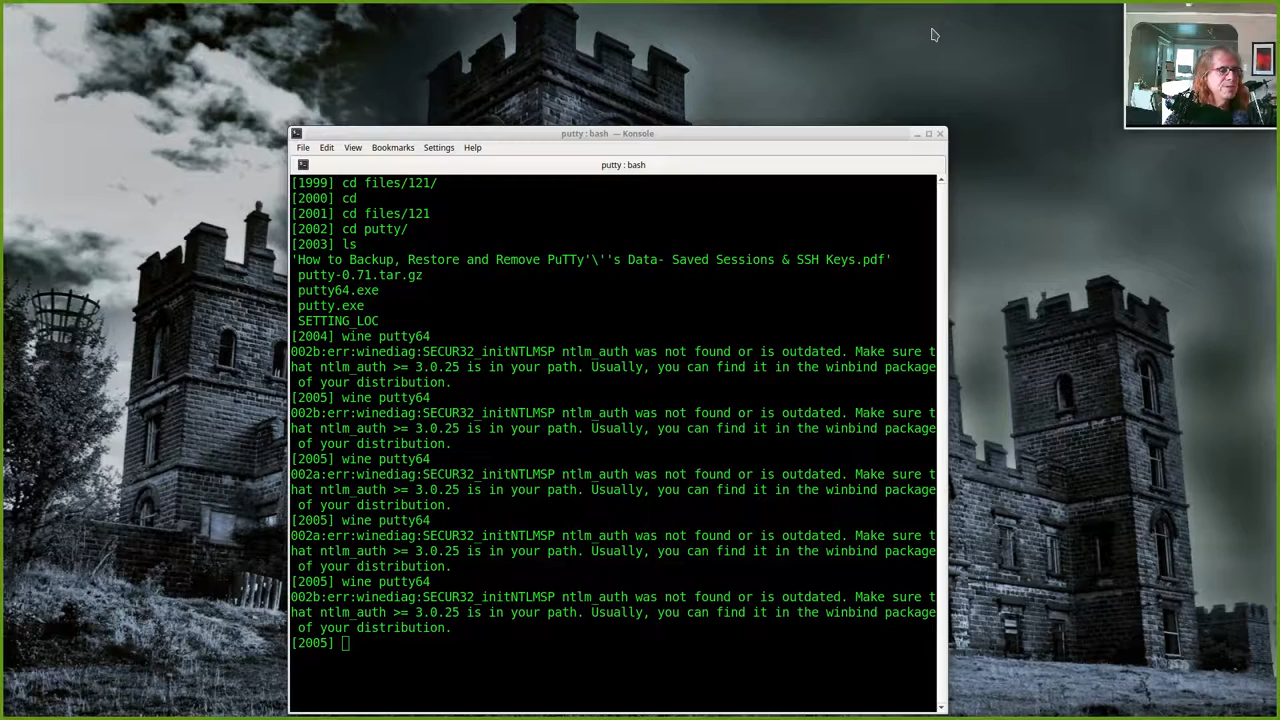 putty : bash — Konsole
File Edit View Bookmarks Settings Help
putty : bash
[1999] cd files/121/
[2000] cd
[2001] cd files/121
[2002] cd putty/
[2003] ls
'How to Backup, Restore and Remove PuTTy'\''s Data- Saved Sessions & SSH Keys.pdf'
putty-0.71.tar.gz
putty64.exe
putty.exe
SETTING_LOC
[2004] wine putty64
002b:err:winediag:SECUR32_initNTLMSP ntlm_auth was not found or is outdated. Make sure t
hat ntlm_auth >= 3.0.25 is in your path. Usually, you can find it in the winbind package
of your distribution.
[2005] wine putty64
002b:err:winediag:SECUR32_initNTLMSP ntlm_auth was not found or is outdated. Make sure t
hat ntlm_auth >= 3.0.25 is in your path. Usually, you can find it in the winbind package
of your distribution.
[2005] wine putty64
002a:err:winediag:SECUR32_initNTLMSP ntlm_auth was not found or is outdated. Make sure t
hat ntlm_auth >= 3.0.25 is in your path. Usually, you can find it in the winbind package
of your distribution.
[2005] wine putty64
002a:err:winediag:SECUR32_initNTLMSP ntlm_auth was not found or is outdated. Make sure t
hat ntlm_auth >= 3.0.25 is in your path. Usually, you can find it in the winbind package
of your distribution.
[2005] wine putty64
002b:err:winediag:SECUR32_initNTLMSP ntlm_auth was not found or is outdated. Make sure t
hat ntlm_auth >= 3.0.25 is in your path. Usually, you can find it in the winbind package
of your distribution.
[2005]